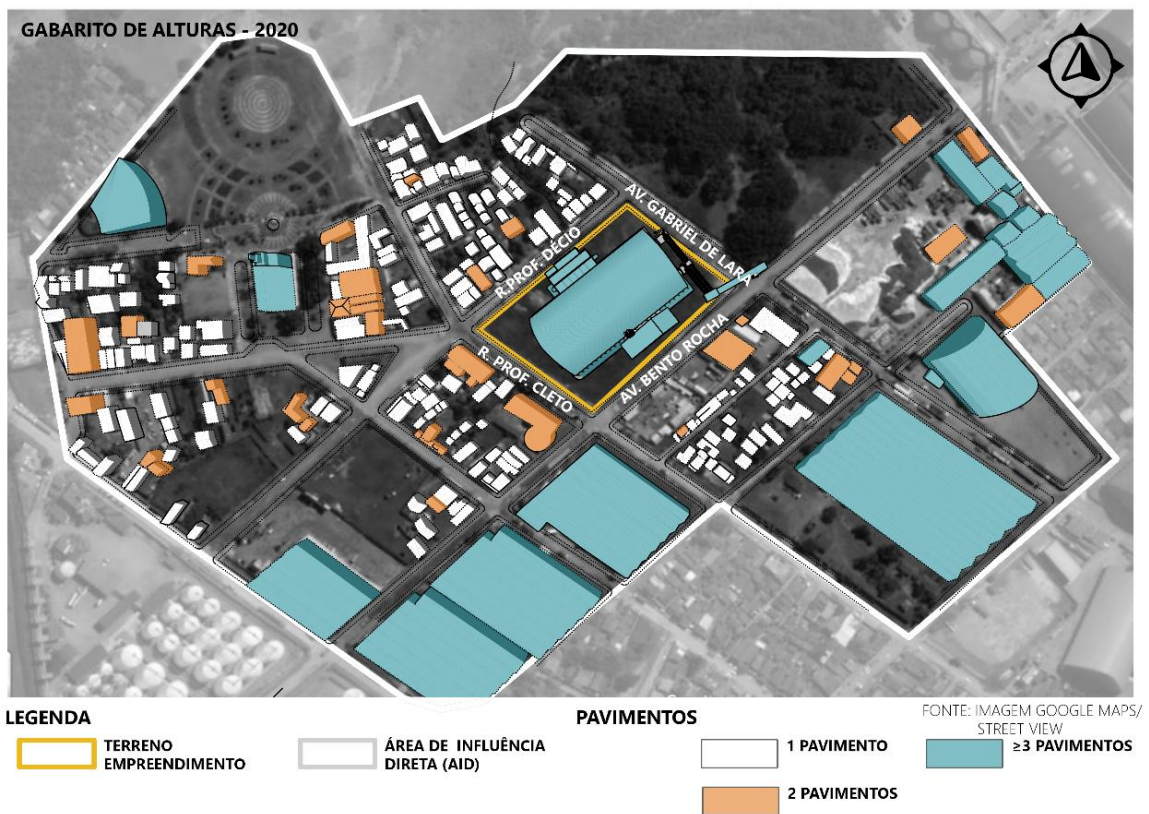 GABARITO DE ALTURAS - 2020
AV. GABRIEL DE LARA
R.PROF. DÉCIO
R. PROF. CLETO
AV. BENTO ROCHA
LEGENDA
TERRENO
EMPREENDIMENTO
ÁREA DE INFLUÊNCIA
DIRETA (AID)
PAVIMENTOS
1 PAVIMENTO
2 PAVIMENTOS
FONTE: IMAGEM GOOGLE MAPS/
STREET VIEW
≥3 PAVIMENTOS